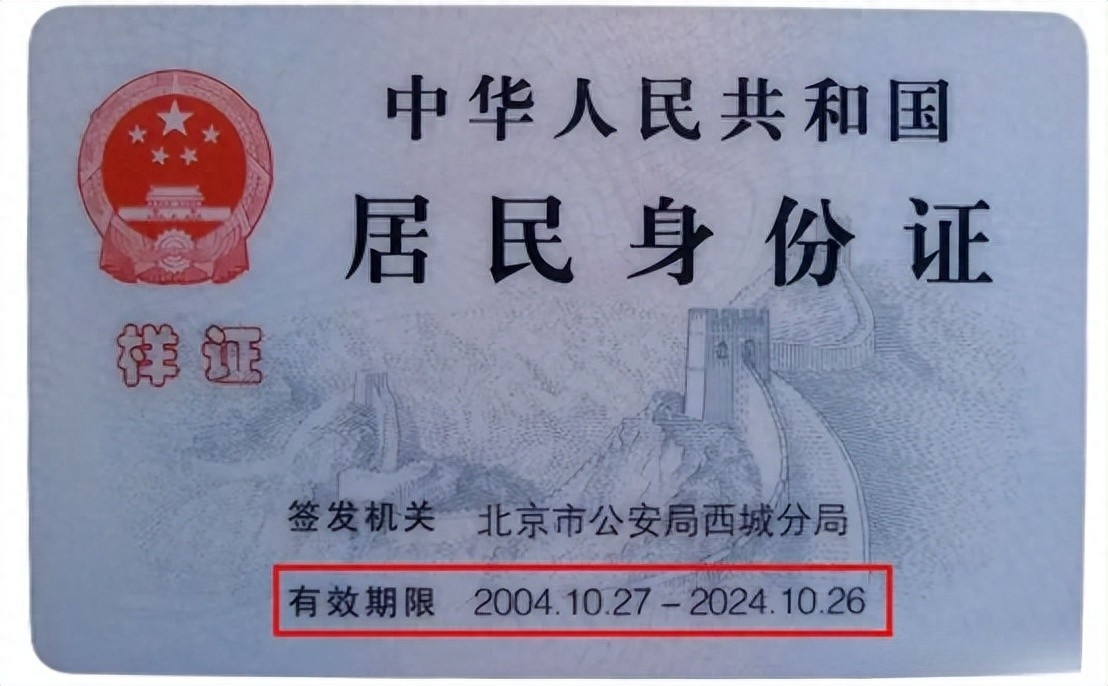 中华人民共和国
居民身份证
样证
签发机关 北京市公安局西城分局
有效期限 2004.10.27-2024.10.26